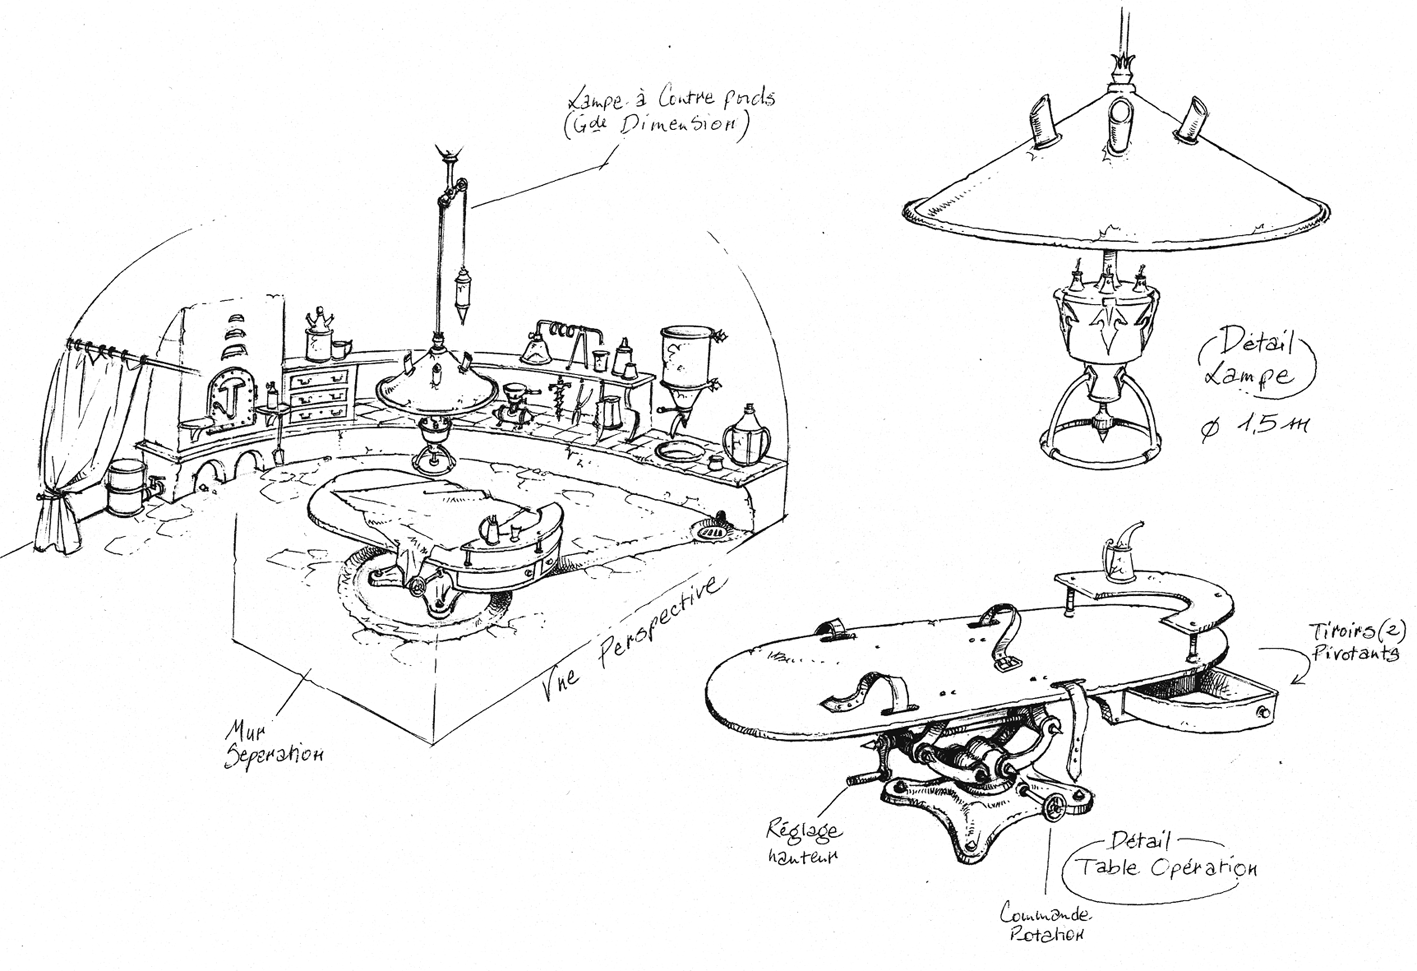 Lampe à Contre poids
(Gde Dimension)
Détail
Lampe
ø 1,5 m
Vue Perspective
Mur
Séperation
Tiroirs (2)
Pivotants
Réglage
hauteur
Détail
Table Opération
Commande
Rotation